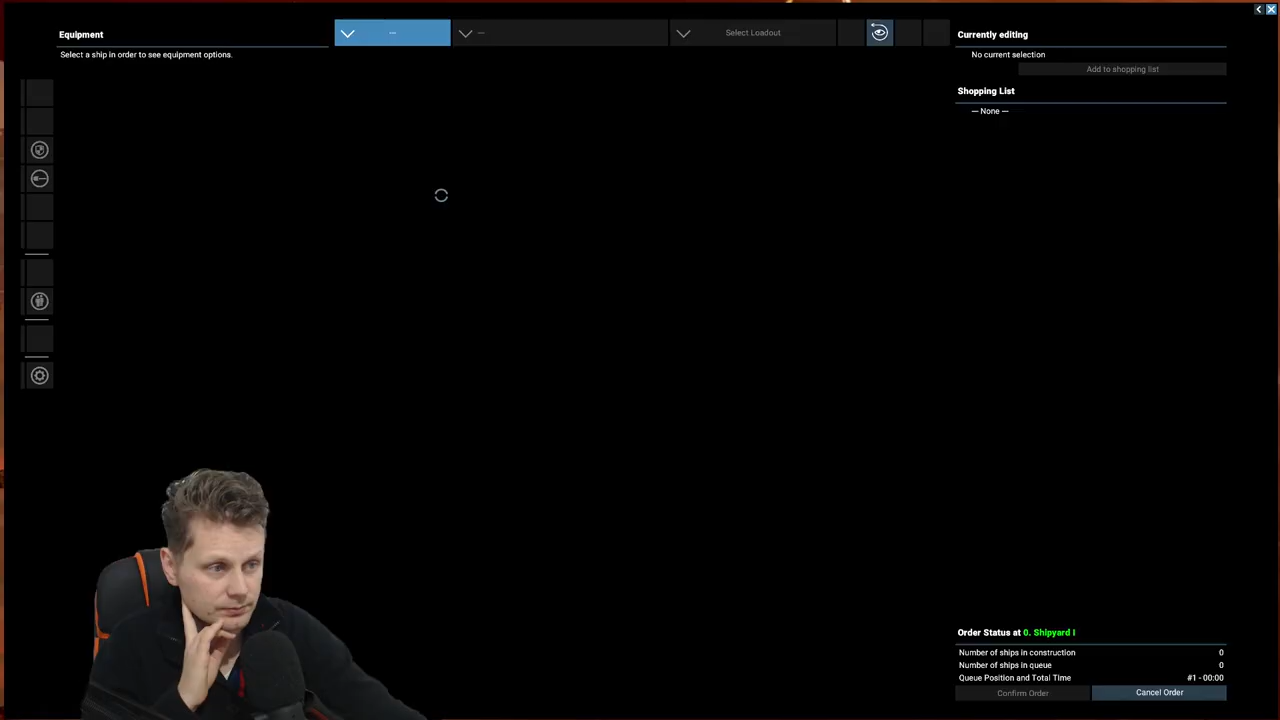 Equipment
Select a ship in order to see equipment options.
---
---
Select Loadout
Currently editing
No current selection
Add to shopping list
Shopping List
— None —
Order Status at 0. Shipyard I
Number of ships in construction 0
Number of ships in queue 0
Queue Position and Total Time #1 - 00:00
Confirm Order
Cancel Order